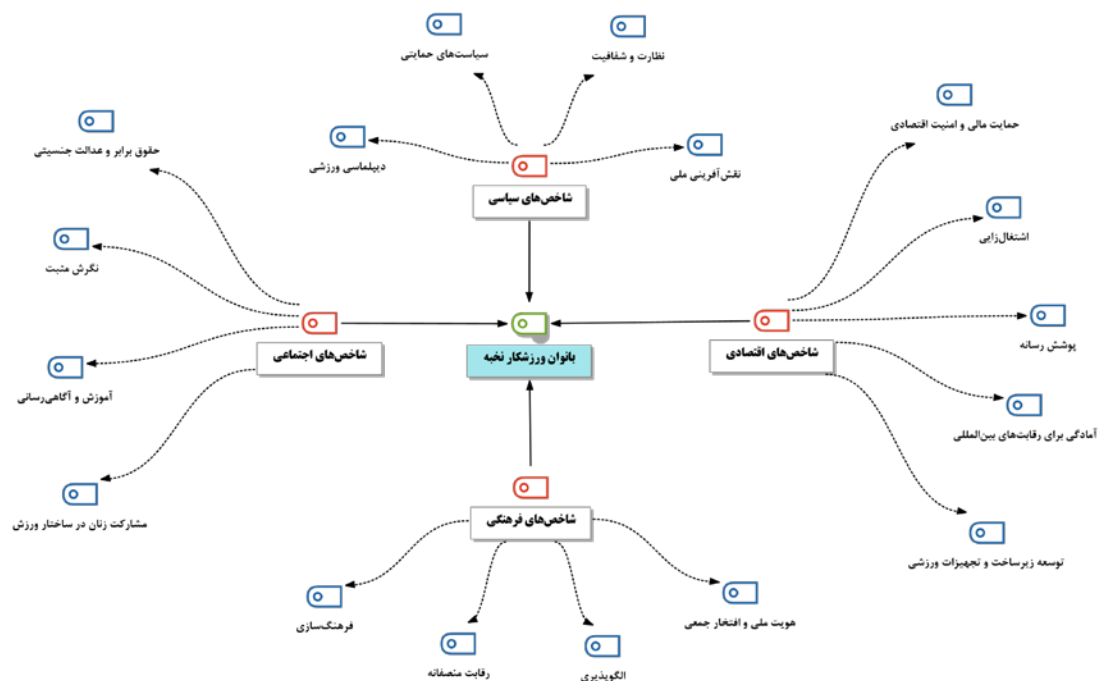 نظارت و شفافیت
سیاست‌های حمایتی
حمایت مالی و امنیت اقتصادی
حقوق برابر و عدالت جنسیتی
نقش‌آفرینی ملی
دیپلماسی ورزشی
شاخص‌های سیاسی
اشتغال‌زایی
نگرش مثبت
پوشش رسانه
شاخص‌های اقتصادی
بانوان ورزشکار نخبه
شاخص‌های اجتماعی
آموزش و آگاهی‌رسانی
آمادگی برای رقابت‌های بین‌المللی
مشارکت زنان در ساختار ورزش
شاخص‌های فرهنگی
توسعه زیرساخت و تجهیزات ورزشی
هویت ملی و افتخار جمعی
فرهنگ‌سازی
الگوپذیری
رقابت منصفانه